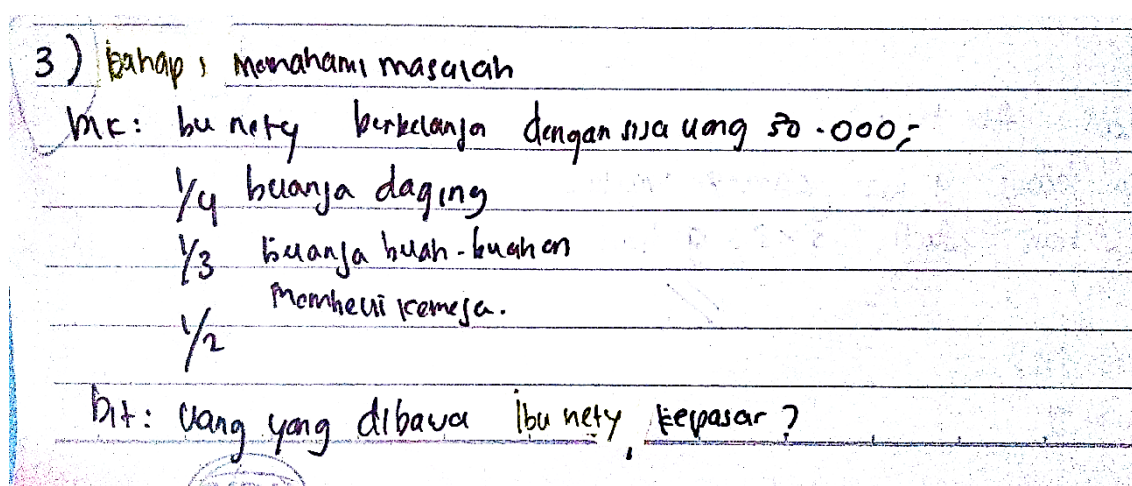 3) tahap, memahami masalah
Dik: bu nety berbelanja dengan sisa uang 50.000,-
1/4 belanja daging
1/3 belanja buah-buahan
Membeli kemeja.
1/2
Dit: Uang yang dibawa ibu nety kepasar?